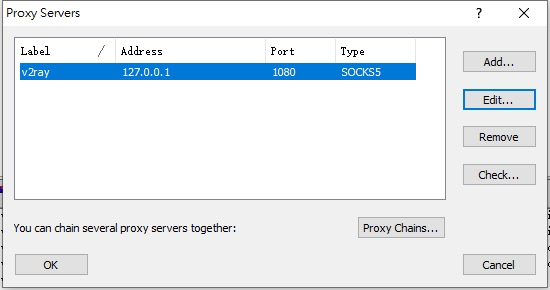 Proxy Servers
Label / Address Port Type
v2ray 127.0.0.1 1080 SOCKS5
Add...
Edit...
Remove
Check...
You can chain several proxy servers together:
Proxy Chains...
OK
Cancel